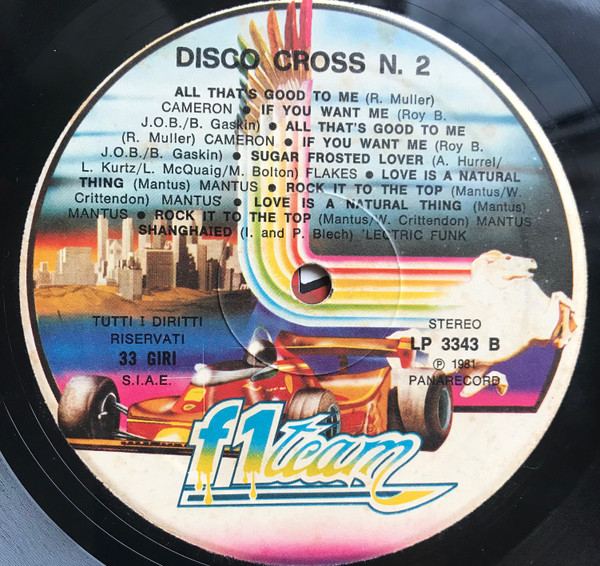 DISCO CROSS N. 2
ALL THAT'S GOOD TO ME (R. Muller)
CAMERON • IF YOU WANT ME (Roy B.
J.O.B./B. Gaskin) • ALL THAT'S GOOD TO ME
(R. Muller) CAMERON • IF YOU WANT ME (Roy B.
J.O.B./B. Gaskin) • SUGAR FROSTED LOVER (A. Hurrel/
L. Kurtz/L. McQuaig/M. Bolton) FLAKES • LOVE IS A NATURAL
THING (Mantus) MANTUS • ROCK IT TO THE TOP (Mantus/W.
Crittendon) MANTUS • LOVE IS A NATURAL THING (Mantus)
MANTUS • ROCK IT TO THE TOP (Mantus/W. Crittendon) MANTUS
SHANGHAIED (I. and P. Blech) 'LECTRIC FUNK
TUTTI I DIRITTI
RISERVATI
33 GIRI
S.I.A.E.
STEREO
LP 3343 B
℗ 1981
PANARECORD
f1 team